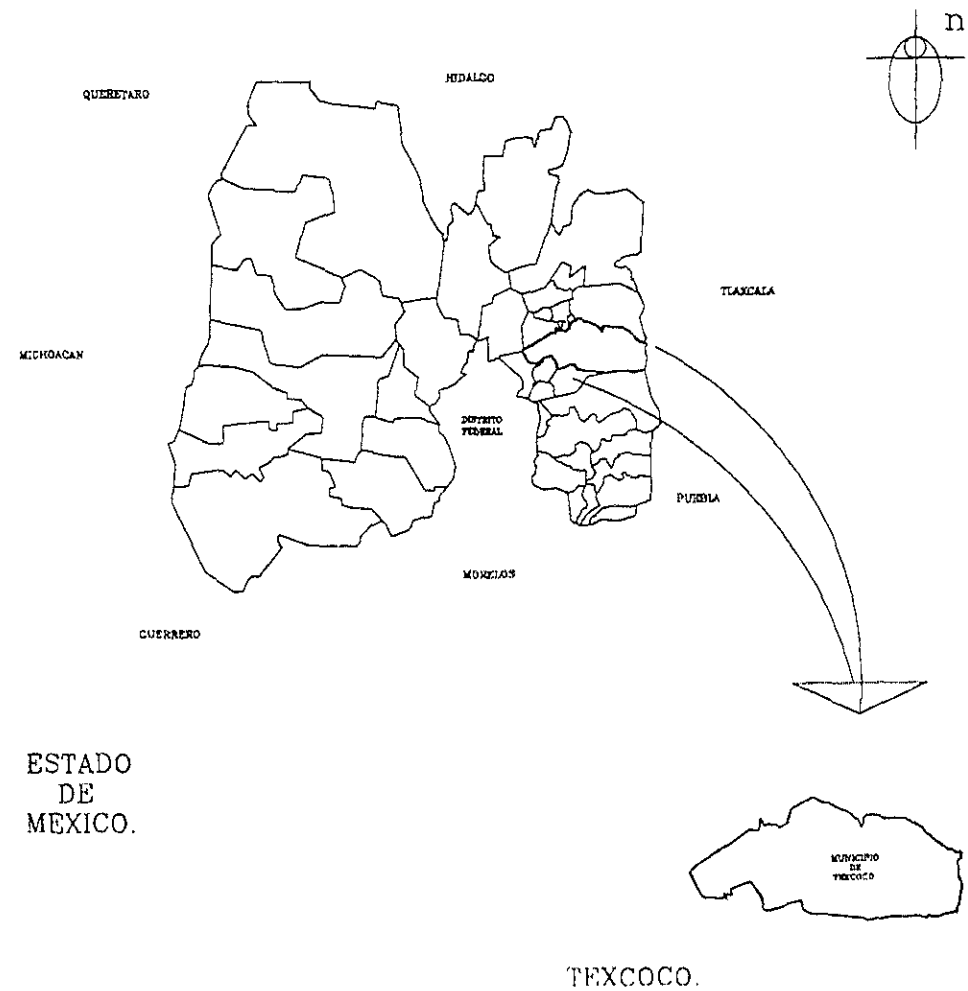 n
HIDALGO
QUERETARO
TLAXCALA
MICHOACAN
DISTRITO
FEDERAL
PUEBLA
MORELOS
GUERRERO
ESTADO
DE
MEXICO.
MUNICIPIO
DE
TEXCOCO
TEXCOCO.